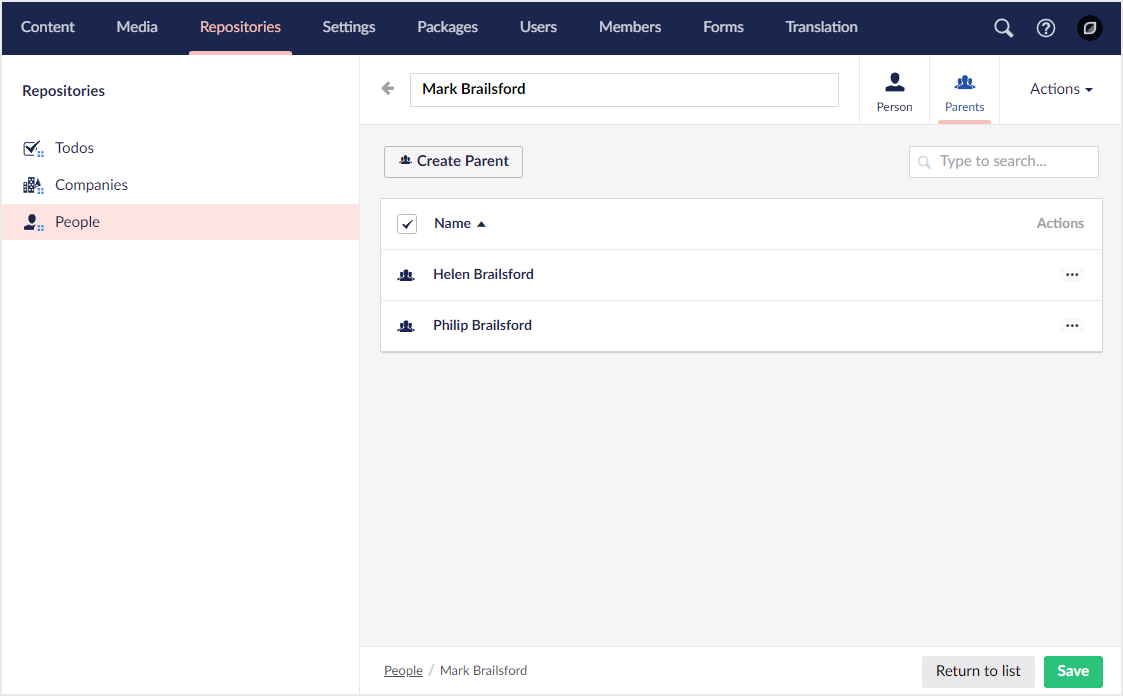 Content Media Repositories Settings Packages Users Members Forms Translation
Repositories
Todos
Companies
People
Mark Brailsford
Person
Parents
Actions
Create Parent
Type to search...
Name
Actions
Helen Brailsford
Philip Brailsford
People / Mark Brailsford
Return to list
Save